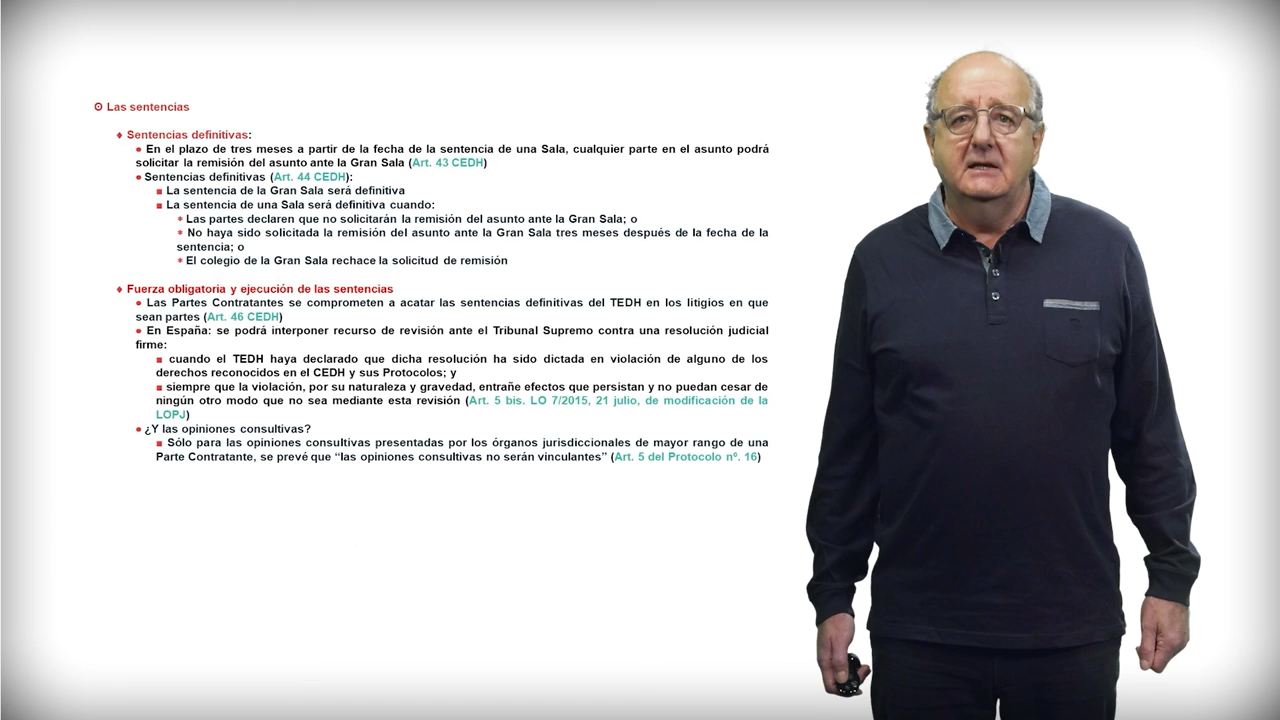 ⊙ Las sentencias
♦ Sentencias definitivas:
● En el plazo de tres meses a partir de la fecha de la sentencia de una Sala, cualquier parte en el asunto podrá
solicitar la remisión del asunto ante la Gran Sala (Art. 43 CEDH)
● Sentencias definitivas (Art. 44 CEDH):
■ La sentencia de la Gran Sala será definitiva
■ La sentencia de una Sala será definitiva cuando:
* Las partes declaren que no solicitarán la remisión del asunto ante la Gran Sala; o
* No haya sido solicitada la remisión del asunto ante la Gran Sala tres meses después de la fecha de la
sentencia; o
* El colegio de la Gran Sala rechace la solicitud de remisión
♦ Fuerza obligatoria y ejecución de las sentencias
● Las Partes Contratantes se comprometen a acatar las sentencias definitivas del TEDH en los litigios en que
sean partes (Art. 46 CEDH)
● En España: se podrá interponer recurso de revisión ante el Tribunal Supremo contra una resolución judicial
firme:
■ cuando el TEDH haya declarado que dicha resolución ha sido dictada en violación de alguno de los
derechos reconocidos en el CEDH y sus Protocolos; y
■ siempre que la violación, por su naturaleza y gravedad, entrañe efectos que persistan y no puedan cesar de
ningún otro modo que no sea mediante esta revisión (Art. 5 bis. LO 7/2015, 21 julio, de modificación de la
LOPJ)
● ¿Y las opiniones consultivas?
■ Sólo para las opiniones consultivas presentadas por los órganos jurisdiccionales de mayor rango de una
Parte Contratante, se prevé que “las opiniones consultivas no serán vinculantes” (Art. 5 del Protocolo nº. 16)